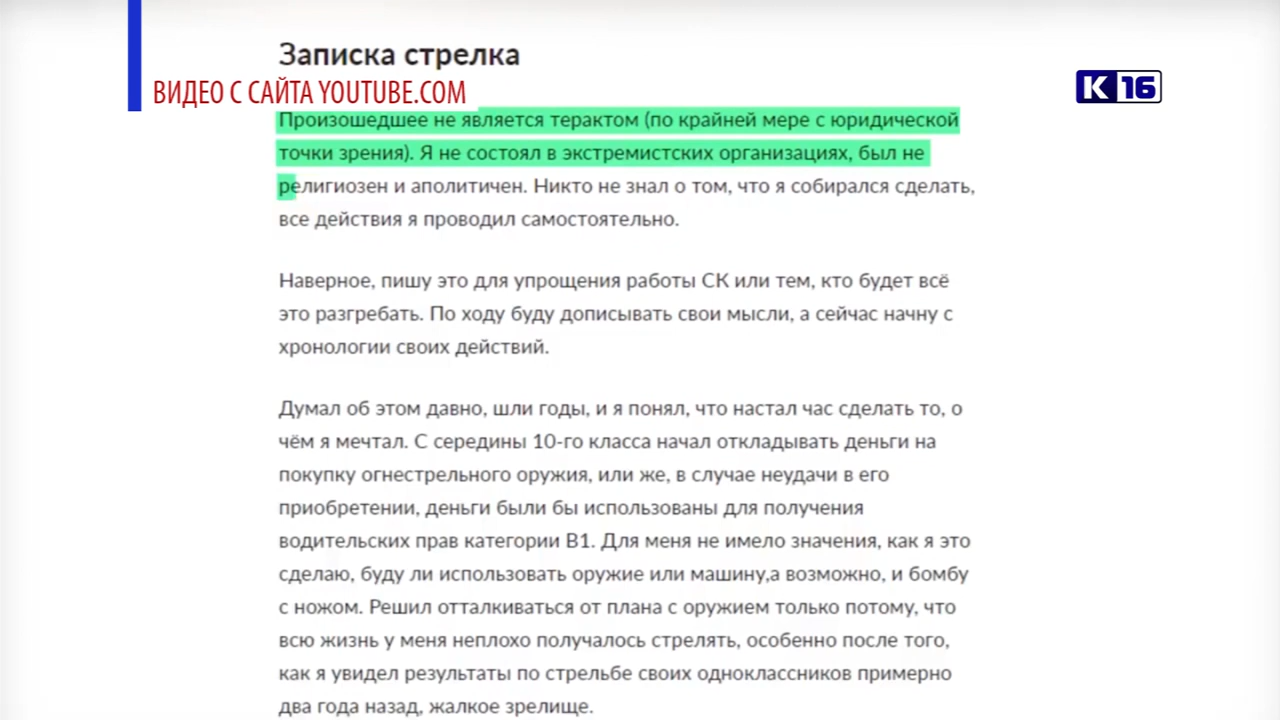 Записка стрелка
ВИДЕО С САЙТА YOUTUBE.COM
К 16
Произошедшее не является терактом (по крайней мере с юридической
точки зрения). Я не состоял в экстремистских организациях, был не
религиозен и аполитичен. Никто не знал о том, что я собирался сделать,
все действия я проводил самостоятельно.
Наверное, пишу это для упрощения работы СК или тем, кто будет всё
это разгребать. По ходу буду дописывать свои мысли, а сейчас начну с
хронологии своих действий.
Думал об этом давно, шли годы, и я понял, что настал час сделать то, о
чём я мечтал. С середины 10-го класса начал откладывать деньги на
покупку огнестрельного оружия, или же, в случае неудачи в его
приобретении, деньги были бы использованы для получения
водительских прав категории B1. Для меня не имело значения, как я это
сделаю, буду ли использовать оружие или машину,а возможно, и бомбу
с ножом. Решил отталкиваться от плана с оружием только потому, что
всю жизнь у меня неплохо получалось стрелять, особенно после того,
как я увидел результаты по стрельбе своих одноклассников примерно
два года назад, жалкое зрелище.